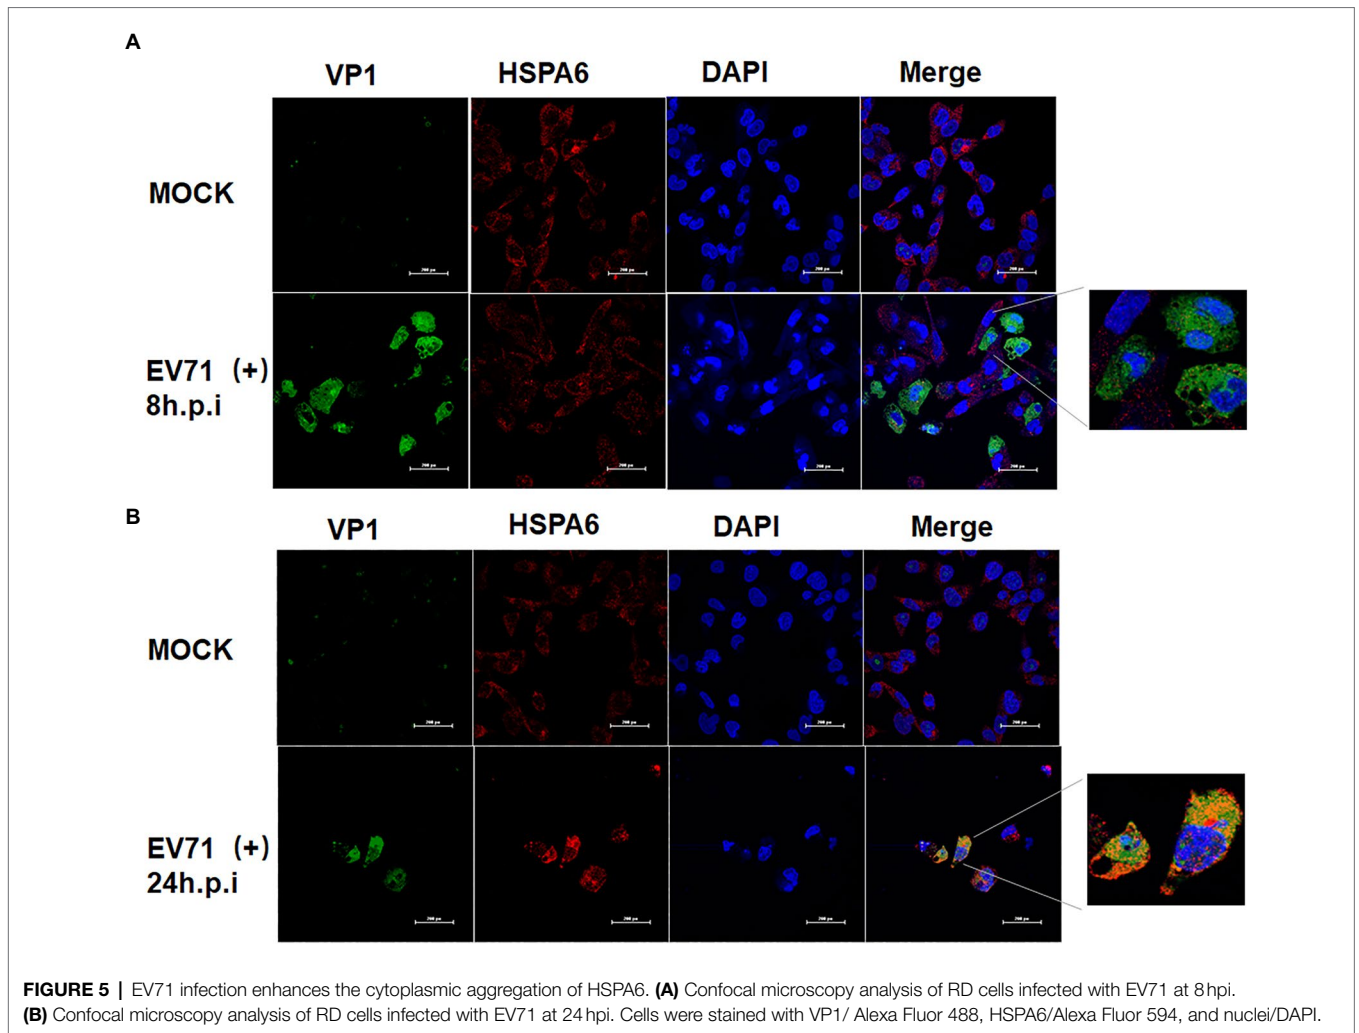 A
VP1 HSPA6 DAPI Merge
MOCK
EV71 (+)
8h.p.i
B
VP1 HSPA6 DAPI Merge
MOCK
EV71 (+)
24h.p.i
FIGURE 5 | EV71 infection enhances the cytoplasmic aggregation of HSPA6. (A) Confocal microscopy analysis of RD cells infected with EV71 at 8 hpi.
(B) Confocal microscopy analysis of RD cells infected with EV71 at 24 hpi. Cells were stained with VP1/ Alexa Fluor 488, HSPA6/Alexa Fluor 594, and nuclei/DAPI.